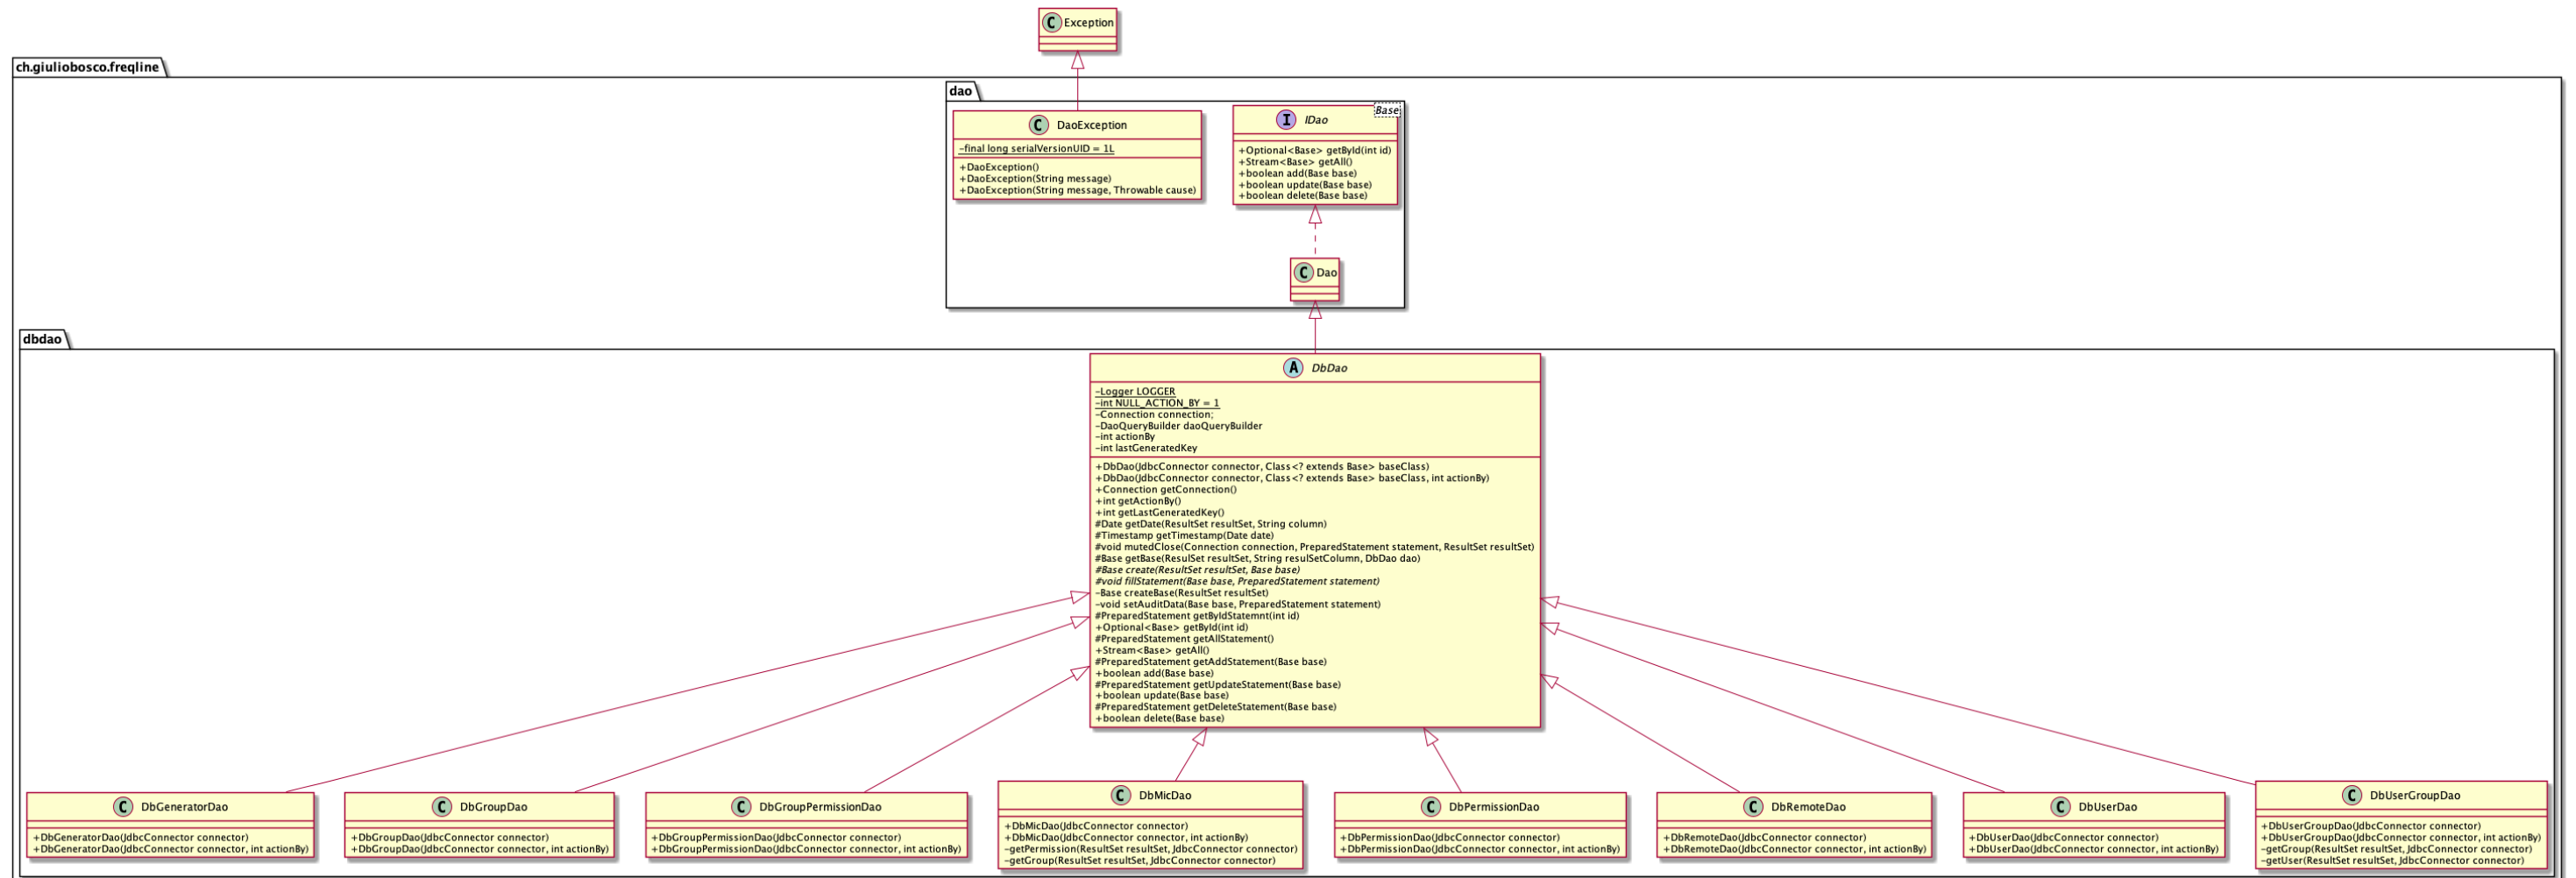 C Exception
ch.giuliobosco.freqline
dao
C DaoException
-final long serialVersionUID = 1L
+DaoException()
+DaoException(String message)
+DaoException(String message, Throwable cause)
I IDao
Base
+Optional<Base> getById(int id)
+Stream<Base> getAll()
+boolean add(Base base)
+boolean update(Base base)
+boolean delete(Base base)
C Dao
dbdao
A DbDao
-Logger LOGGER
-int NULL_ACTION_BY = 1
-Connection connection;
-DaoQueryBuilder daoQueryBuilder
-int actionBy
-int lastGeneratedKey
+DbDao(JdbcConnector connector, Class<? extends Base> baseClass)
+DbDao(JdbcConnector connector, Class<? extends Base> baseClass, int actionBy)
+Connection getConnection()
+int getActionBy()
+int getLastGeneratedKey()
#Date getDate(ResultSet resultSet, String column)
#Timestamp getTimestamp(Date date)
#void mutedClose(Connection connection, PreparedStatement statement, ResultSet resultSet)
#Base getBase(ResulSet resultSet, String resulSetColumn, DbDao dao)
#Base create(ResultSet resultSet, Base base)
#void fillStatement(Base base, PreparedStatement statement)
-Base createBase(ResultSet resultSet)
-void setAuditData(Base base, PreparedStatement statement)
#PreparedStatement getByIdStatemnt(int id)
+Optional<Base> getById(int id)
#PreparedStatement getAllStatement()
+Stream<Base> getAll()
#PreparedStatement getAddStatement(Base base)
+boolean add(Base base)
#PreparedStatement getUpdateStatement(Base base)
+boolean update(Base base)
#PreparedStatement getDeleteStatement(Base base)
+boolean delete(Base base)
C DbGeneratorDao
+DbGeneratorDao(JdbcConnector connector)
+DbGeneratorDao(JdbcConnector connector, int actionBy)
C DbGroupDao
+DbGroupDao(JdbcConnector connector)
+DbGroupDao(JdbcConnector connector, int actionBy)
C DbGroupPermissionDao
+DbGroupPermissionDao(JdbcConnector connector)
+DbGroupPermissionDao(JdbcConnector connector, int actionBy)
C DbMicDao
+DbMicDao(JdbcConnector connector)
+DbMicDao(JdbcConnector connector, int actionBy)
-getPermission(ResultSet resultSet, JdbcConnector connector)
-getGroup(ResultSet resultSet, JdbcConnector connector)
C DbPermissionDao
+DbPermissionDao(JdbcConnector connector)
+DbPermissionDao(JdbcConnector connector, int actionBy)
C DbRemoteDao
+DbRemoteDao(JdbcConnector connector)
+DbRemoteDao(JdbcConnector connector, int actionBy)
C DbUserDao
+DbUserDao(JdbcConnector connector)
+DbUserDao(JdbcConnector connector, int actionBy)
C DbUserGroupDao
+DbUserGroupDao(JdbcConnector connector)
+DbUserGroupDao(JdbcConnector connector, int actionBy)
-getGroup(ResultSet resultSet, JdbcConnector connector)
-getUser(ResultSet resultSet, JdbcConnector connector)